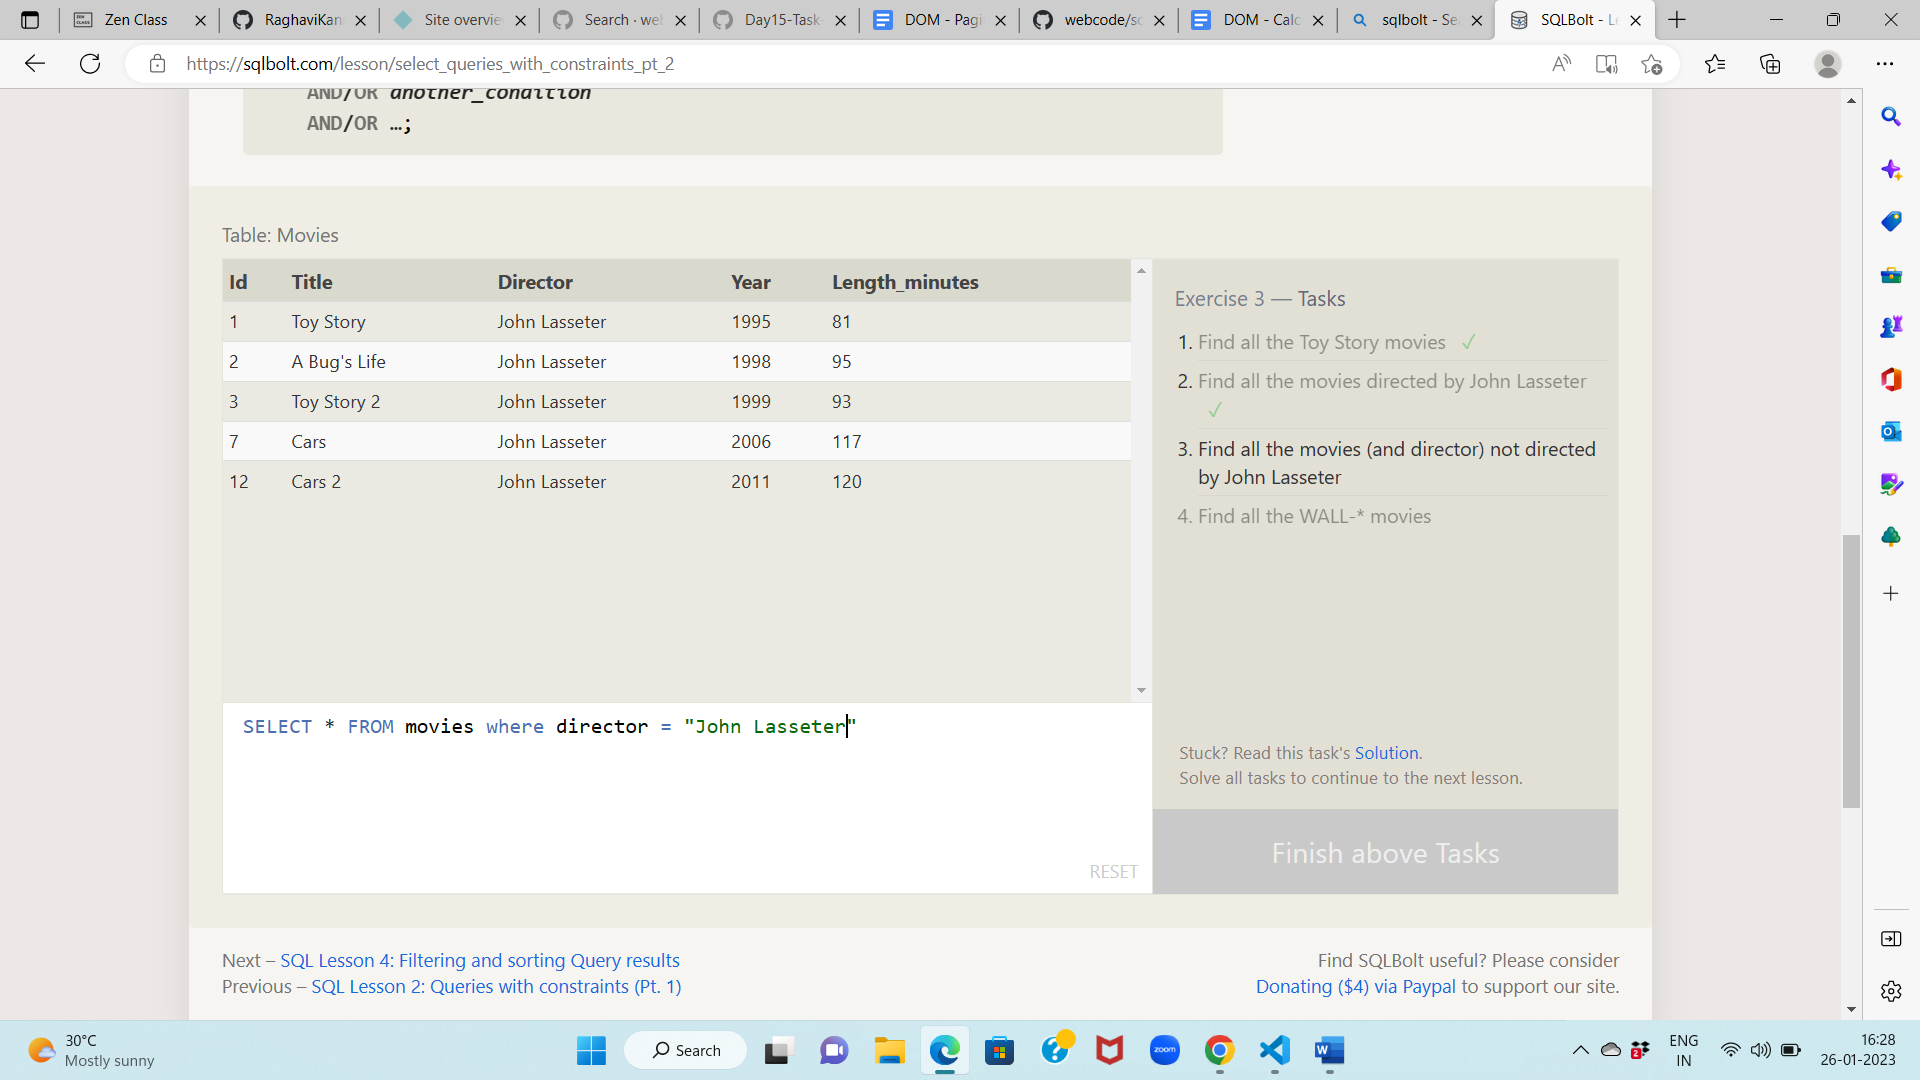 Zen Class
RaghaviKan
Site overvie
Search · wel
Day15-Task
DOM - Pagi
webcode/sc
DOM - Calc
sqlbolt - Se
SQLBolt - Le
https://sqlbolt.com/lesson/select_queries_with_constraints_pt_2
AND/OR another_condition
AND/OR …;
Table: Movies
Id Title Director Year Length_minutes
1 Toy Story John Lasseter 1995 81
2 A Bug's Life John Lasseter 1998 95
3 Toy Story 2 John Lasseter 1999 93
7 Cars John Lasseter 2006 117
12 Cars 2 John Lasseter 2011 120
SELECT * FROM movies where director = "John Lasseter"
RESET
Exercise 3 — Tasks
1. Find all the Toy Story movies ✓
2. Find all the movies directed by John Lasseter
✓
3. Find all the movies (and director) not directed
by John Lasseter
4. Find all the WALL-* movies
Stuck? Read this task's Solution.
Solve all tasks to continue to the next lesson.
Finish above Tasks
Next – SQL Lesson 4: Filtering and sorting Query results
Previous – SQL Lesson 2: Queries with constraints (Pt. 1)
Find SQLBolt useful? Please consider
Donating ($4) via Paypal to support our site.
30°C
Mostly sunny
Search
zoom
2
ENG
IN
16:28
26-01-2023